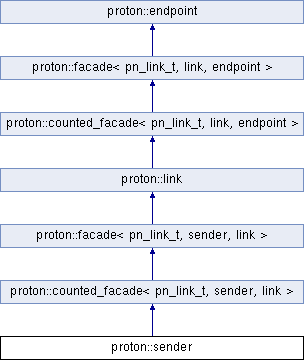 proton::endpoint
proton::facade< pn_link_t, link, endpoint >
proton::counted_facade< pn_link_t, link, endpoint >
proton::link
proton::facade< pn_link_t, sender, link >
proton::counted_facade< pn_link_t, sender, link >
proton::sender